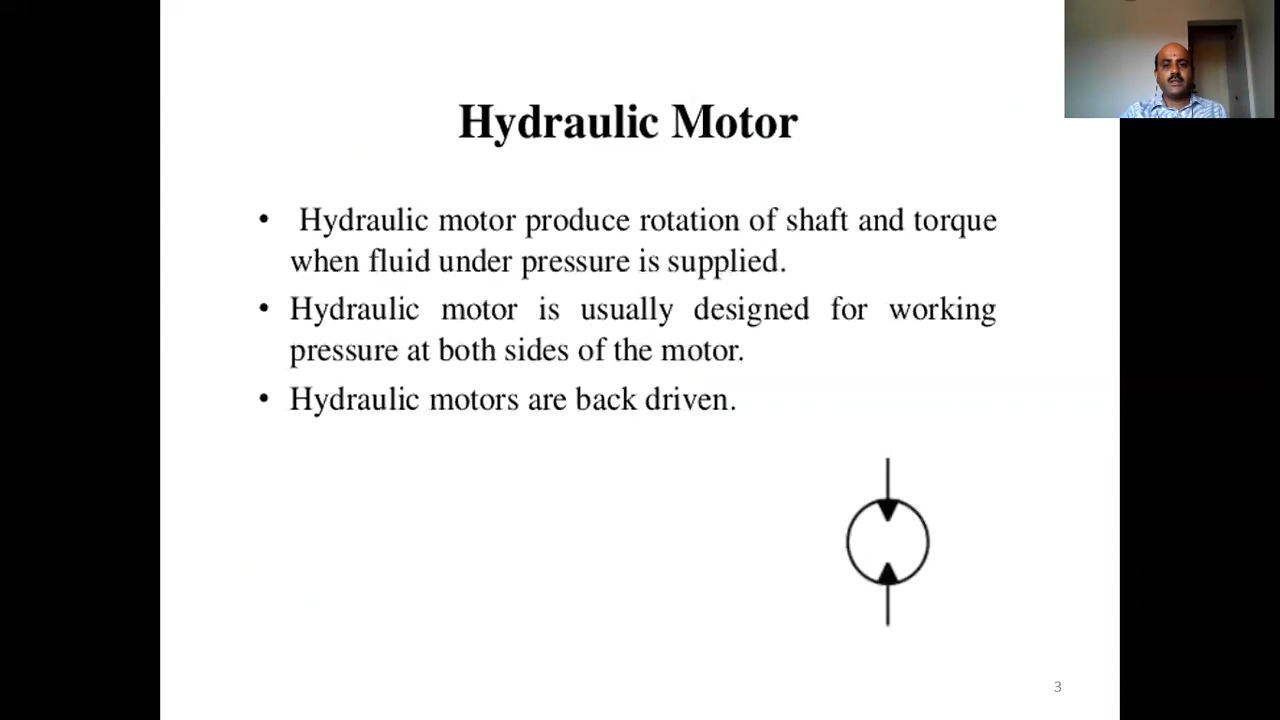 Hydraulic Motor
• Hydraulic motor produce rotation of shaft and torque
when fluid under pressure is supplied.
• Hydraulic motor is usually designed for working
pressure at both sides of the motor.
• Hydraulic motors are back driven.
3